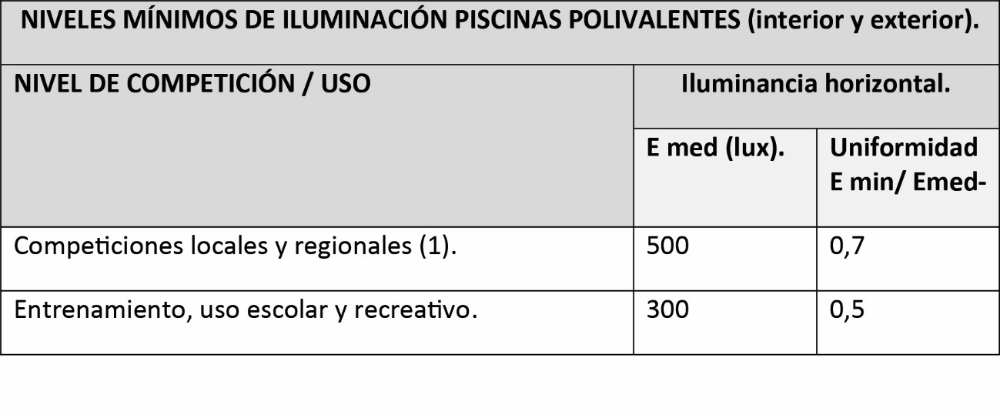 NIVELES MÍNIMOS DE ILUMINACIÓN PISCINAS POLIVALENTES (interior y exterior).
NIVEL DE COMPETICIÓN / USO
Iluminancia horizontal.
E med (lux).
Uniformidad
E min/ Emed-
Competiciones locales y regionales (1).
500
0,7
Entrenamiento, uso escolar y recreativo.
300
0,5